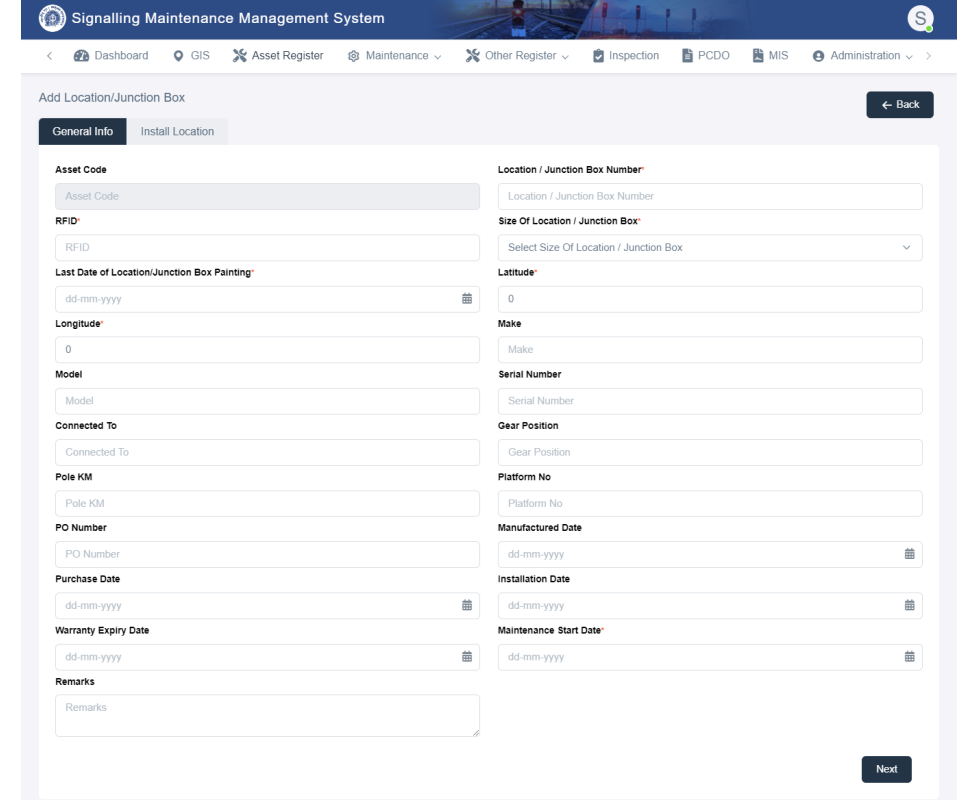 Signalling Maintenance Management System
S
Dashboard GIS Asset Register Maintenance Other Register Inspection PCDO MIS Administration
Add Location/Junction Box
← Back
General Info Install Location
Asset Code Location / Junction Box Number*
Asset Code Location / Junction Box Number
RFID* Size Of Location / Junction Box*
RFID Select Size Of Location / Junction Box
Last Date of Location/Junction Box Painting* Latitude*
dd-mm-yyyy 0
Longitude* Make
0 Make
Model Serial Number
Model Serial Number
Connected To Gear Position
Connected To Gear Position
Pole KM Platform No
Pole KM Platform No
PO Number Manufactured Date
PO Number dd-mm-yyyy
Purchase Date Installation Date
dd-mm-yyyy dd-mm-yyyy
Warranty Expiry Date Maintenance Start Date*
dd-mm-yyyy dd-mm-yyyy
Remarks
Remarks
Next